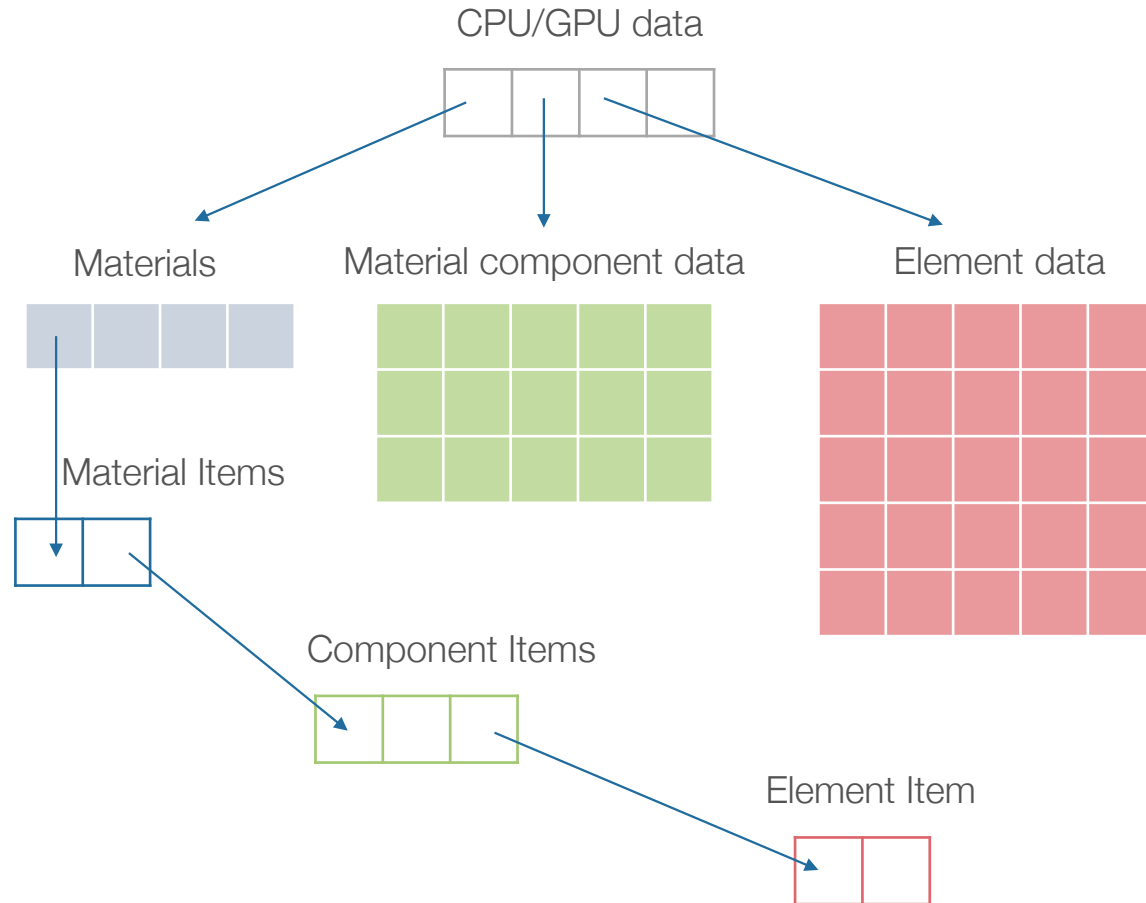 CPU/GPU data
Materials
Material component data
Element data
Material Items
Component Items
Element Item